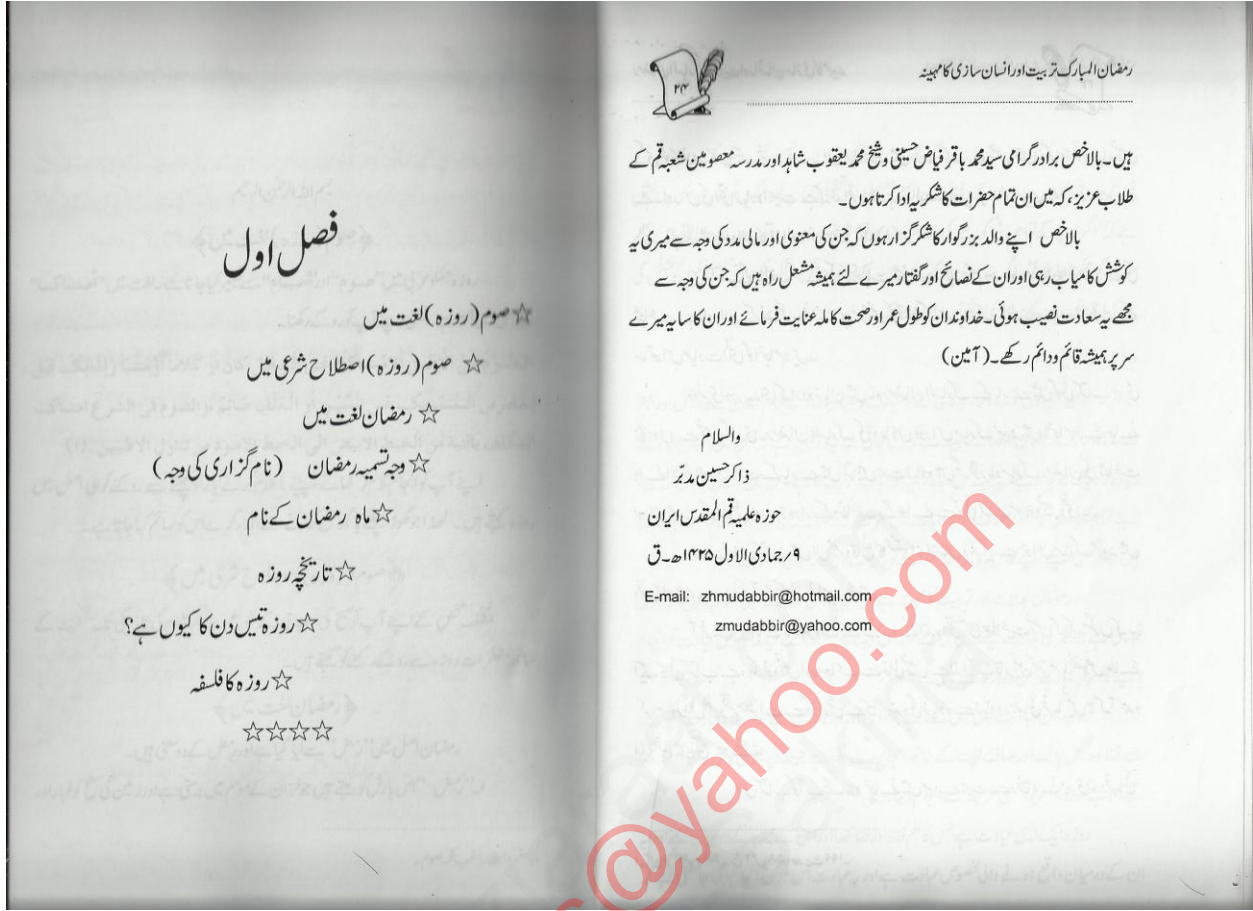 رمضان المبارک تربیت اور انسان سازی کا مہینہ
۲۴
ہیں۔ بالاخص برادر گرامی سید محمد باقر فیاض حسینی و شیخ محمد یعقوب شاہد اور مدرسہ معصومین شعبہ قم کے
طلاب عزیز، کہ میں ان تمام حضرات کا شکریہ ادا کرتا ہوں۔
بالاخص اپنے والد بزرگوار کا شکر گزار ہوں کہ جن کی معنوی اور مالی مدد کی وجہ سے میری یہ
کوشش کامیاب رہی اور ان کے نصائح اور گفتار میرے لئے ہمیشہ مشعل راہ ہیں کہ جن کی وجہ سے
مجھے یہ سعادت نصیب ہوئی۔ خداوند ان کو طول عمر اور صحت کاملہ عنایت فرمائے اور ان کا سایہ میرے
سر پر ہمیشہ قائم و دائم رکھے۔ (آمین)
والسلام
ذاکر حسین مدبّر
حوزہ علمیہ قم المقدس ایران
۹؍ جمادی الاول ۱۴۲۵ھ۔ق
E-mail: zhmudabbir@hotmail.com
zmudabbir@yahoo.com
فصل اول
☆ صوم (روزہ) لغت میں
☆ صوم (روزہ) اصطلاح شرعی میں
☆ رمضان لغت میں
☆ وجہ تسمیہ رمضان (نام گزاری کی وجہ)
☆ ماہ رمضان کے نام
☆ تاریخچہ روزہ
☆ روزہ تیس دن کا کیوں ہے؟
☆ روزہ کا فلسفہ
☆☆☆☆
@yahoo.com